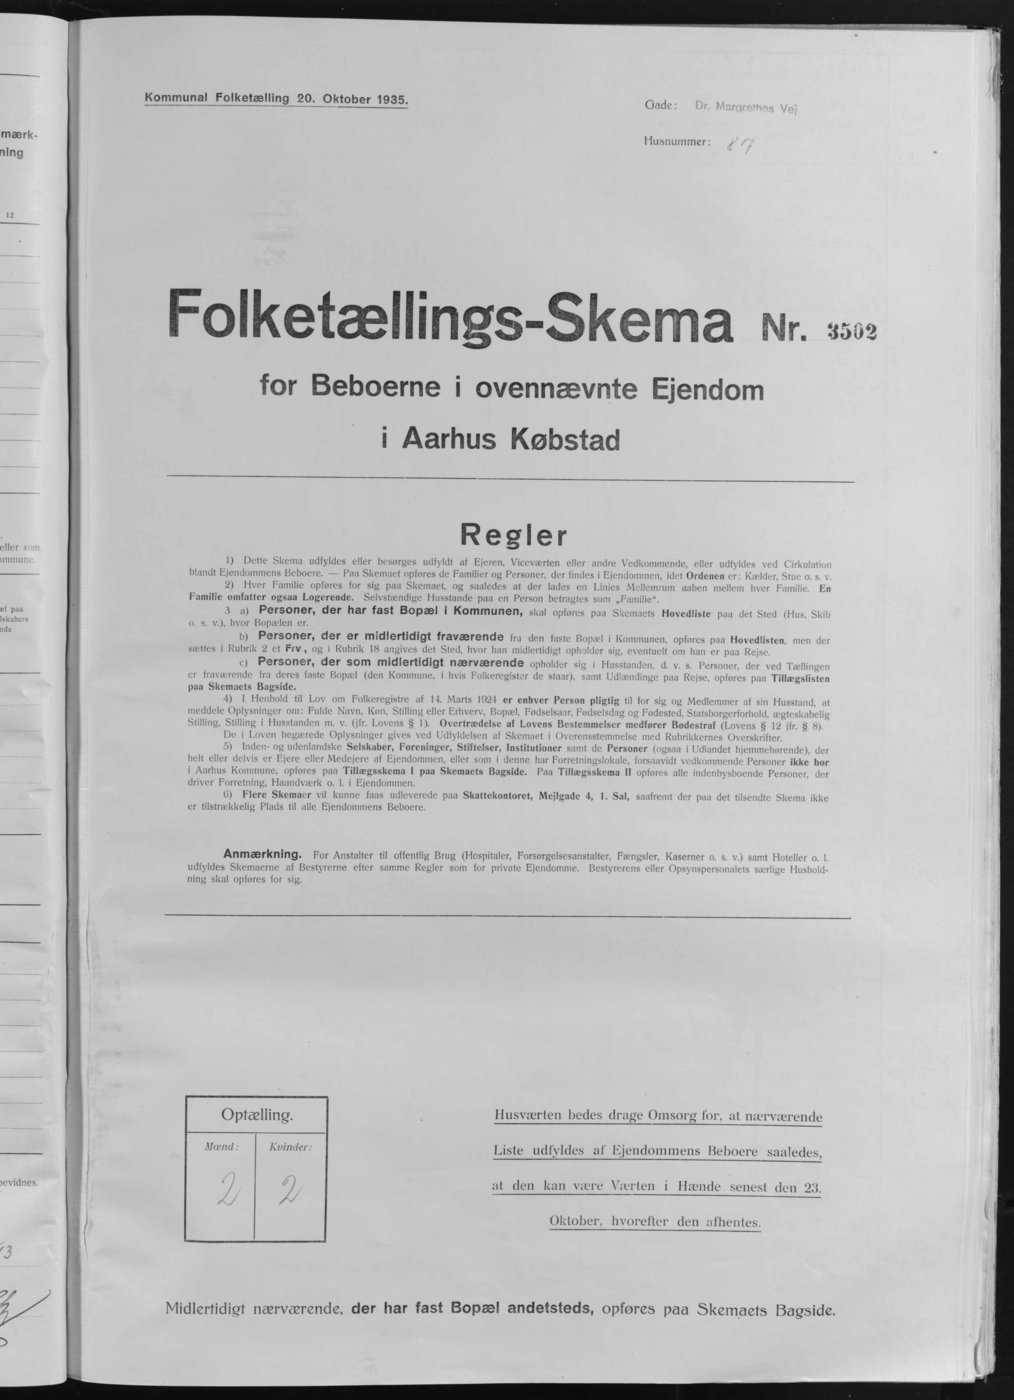 Kommunal Folketælling 20. Oktober 1935.
Gade: Dr. Margrethes Vej
Husnummer: 87
Folketællings-Skema Nr. 3502
for Beboerne i ovennævnte Ejendom
i Aarhus Købstad
Regler
1) Dette Skema udfyldes eller besørges udfyldt af Ejeren, Viceværten eller andre Vedkommende, eller udfyldes ved Cirkulation
blandt Ejendommens Beboere. — Paa Skemaet opføres de Familier og Personer, der findes i Ejendommen, idet Ordenen er: Kælder, Stue o. s. v.
2) Hver Familie opføres for sig paa Skemaet, og saaledes at der lades en Linies Mellemrum aaben mellem hver Familie. En
Familie omfatter ogsaa Logerende. Selvstændige Husstande paa en Person betragtes som „Familie".
3 a) Personer, der har fast Bopæl i Kommunen, skal opføres paa Skemaets Hovedliste paa det Sted (Hus, Skib
o. s. v.), hvor Bopælen er.
b) Personer, der er midlertidigt fraværende fra den faste Bopæl i Kommunen, opføres paa Hovedlisten, men der
sættes i Rubrik 2 et Frv, og i Rubrik 18 angives det Sted, hvor han midlertidigt opholder sig, eventuelt om han er paa Rejse.
c) Personer, der som midlertidigt nærværende opholder sig i Husstanden, d. v. s. Personer, der ved Tællingen
er fraværende fra deres faste Bopæl (den Kommune, i hvis Folkeregister de staar), samt Udlændinge paa Rejse, opføres paa Tillægslisten
paa Skemaets Bagside.
4) I Henhold til Lov om Folkeregistre af 14. Marts 1924 er enhver Person pligtig til for sig og Medlemmer af sin Husstand, at
meddele Oplysninger om: Fulde Navn, Køn, Stilling eller Erhverv, Bopæl, Fødselsaar, Fødselsdag og Fødested, Statsborgerforhold, ægteskabelig
Stilling, Stilling i Husstanden m. v. (jfr. Lovens § 1). Overtrædelse af Lovens Bestemmelser medfører Bødestraf (Lovens § 12 jfr. § 8).
De i Loven begærede Oplysninger gives ved Udfyldelsen af Skemaet i Overensstemmelse med Rubrikkernes Overskrifter.
5) Inden- og udenlandske Selskaber, Foreninger, Stiftelser, Institutioner samt de Personer (ogsaa i Udlandet hjemmehørende), der
helt eller delvis er Ejere eller Medejere af Ejendommen, eller som i denne har Forretningslokale, forsaavidt vedkommende Personer ikke bor
i Aarhus Kommune, opføres paa Tillægsskema I paa Skemaets Bagside. Paa Tillægsskema II opføres alle indenbysboende Personer, der
driver Forretning, Haandværk o. l. i Ejendommen.
6) Flere Skemaer vil kunne faas udleverede paa Skattekontoret, Mejlgade 4, 1. Sal, saafremt der paa det tilsendte Skema ikke
er tilstrækkelig Plads til alle Ejendommens Beboere.
Anmærkning. For Anstalter til offentlig Brug (Hospitaler, Forsørgelsesanstalter, Fængsler, Kaserner o. s. v.) samt Hoteller o. l.
udfyldes Skemaerne af Bestyrerne efter samme Regler som for private Ejendomme. Bestyrerens eller Opsynspersonalets særlige Hushold-
ning skal opføres for sig.
Optælling.
Mænd: Kvinder:
2 2
Husværten bedes drage Omsorg for, at nærværende
Liste udfyldes af Ejendommens Beboere saaledes,
at den kan være Værten i Hænde senest den 23.
Oktober, hvorefter den afhentes.
Midlertidigt nærværende, der har fast Bopæl andetsteds, opføres paa Skemaets Bagside.
mærk-
ning
12
eller som
ommune.
æl paa
lskabers
nde
bevidnes.